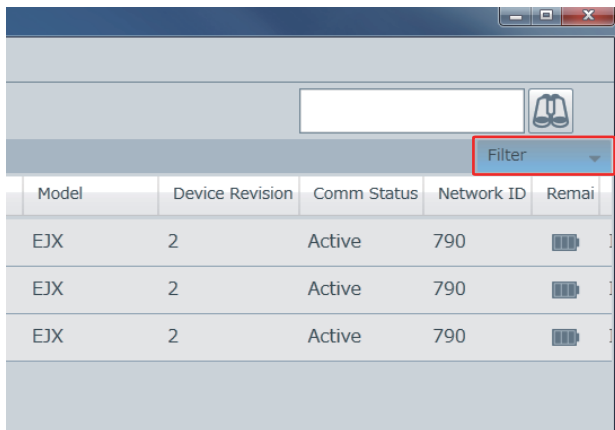 Filter
Model Device Revision Comm Status Network ID Remai
EJX 2 Active 790
EJX 2 Active 790
EJX 2 Active 790